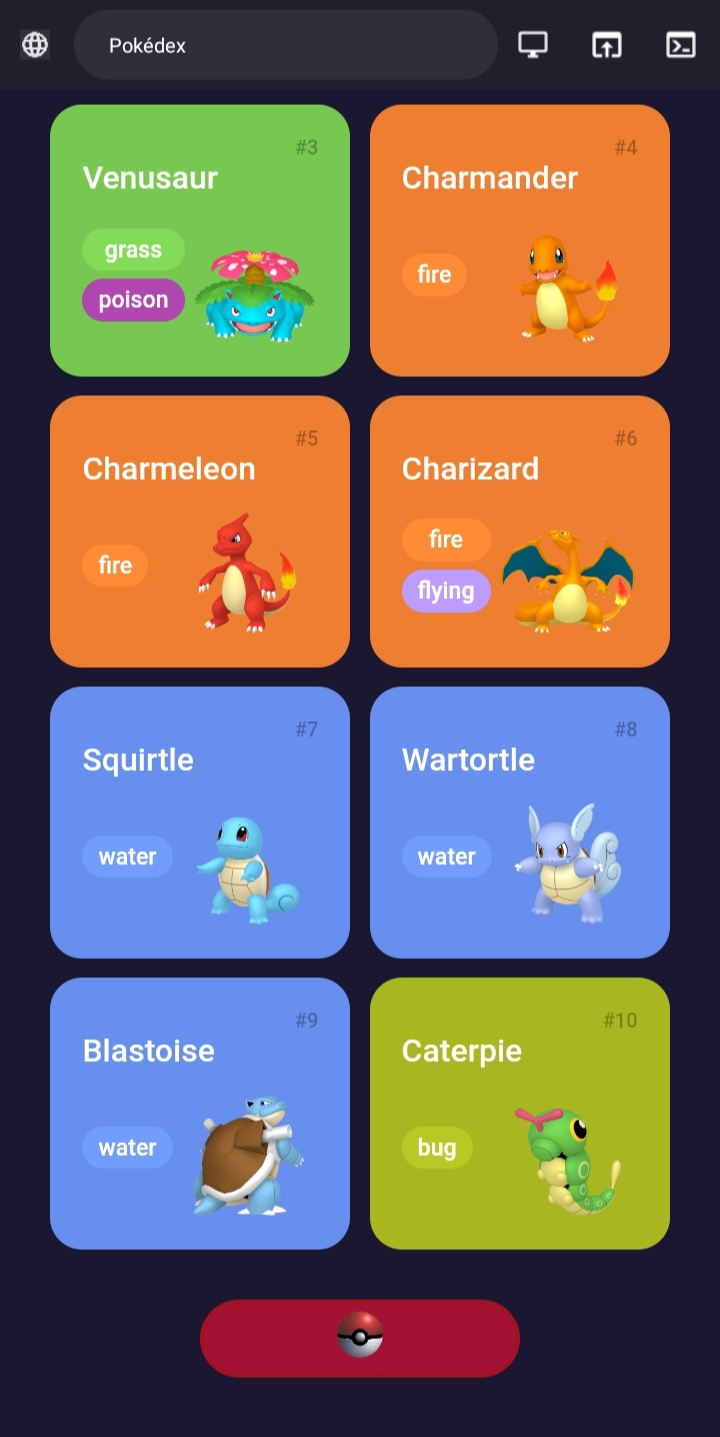 Pokédex
#3
Venusaur
grass
poison
#4
Charmander
fire
#5
Charmeleon
fire
#6
Charizard
fire
flying
#7
Squirtle
water
#8
Wartortle
water
#9
Blastoise
water
#10
Caterpie
bug